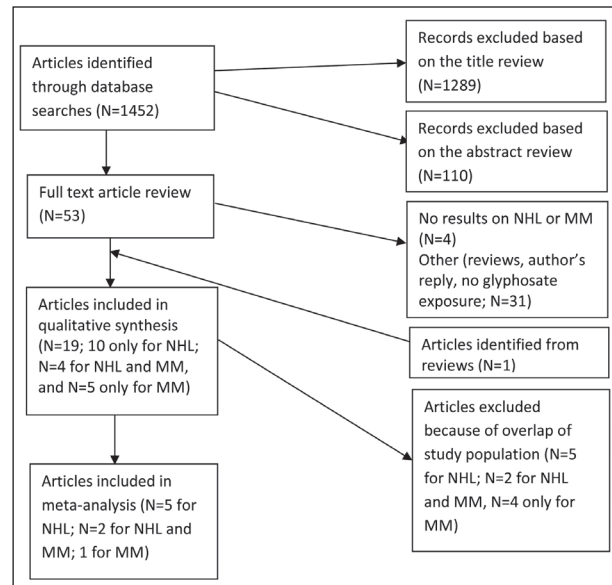 Articles identified
through database
searches (N=1452)
Records excluded based
on the title review
(N=1289)
Records excluded based
on the abstract review
(N=110)
Full text article review
(N=53)
No results on NHL or MM
(N=4)
Other (reviews, author's
reply, no glyphosate
exposure; N=31)
Articles identified from
reviews (N=1)
Articles included in
qualitative synthesis
(N=19; 10 only for NHL;
N=4 for NHL and MM,
and N=5 only for MM)
Articles excluded
because of overlap of
study population (N=5
for NHL; N=2 for NHL
and MM, N=4 only for
MM)
Articles included in
meta-analysis (N=5 for
NHL; N=2 for NHL and
MM; 1 for MM)